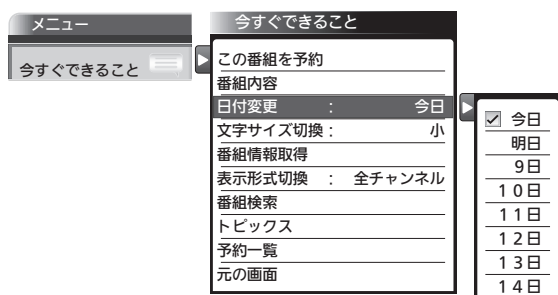 メニュー
今すぐできること
今すぐできること
この番組を予約
番組内容
日付変更 : 今日
文字サイズ切換 : 小
番組情報取得
表示形式切換 : 全チャンネル
番組検索
トピックス
予約一覧
元の画面
今日
明日
9日
10日
11日
12日
13日
14日